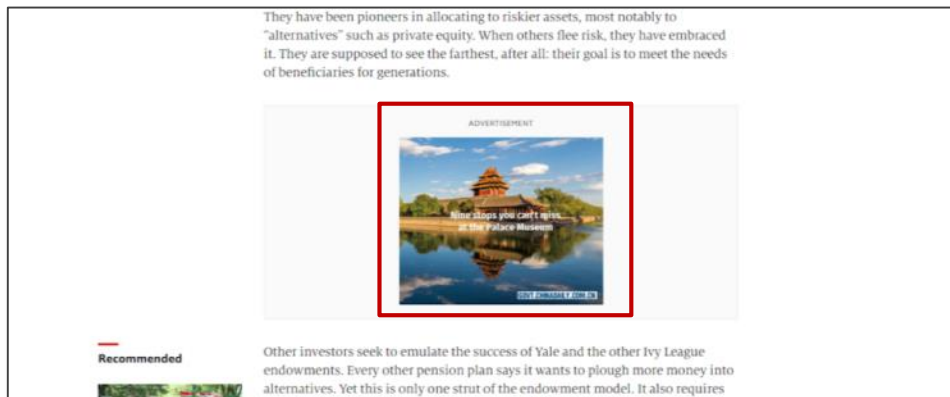 They have been pioneers in allocating to riskier assets, most notably to
“alternatives” such as private equity. When others flee risk, they have embraced
it. They are supposed to see the farthest, after all: their goal is to meet the needs
of beneficiaries for generations.
ADVERTISEMENT
Nine stops you can't miss
at the Palace Museum
GOVT.CHINADAILY.COM.CN
Recommended
Other investors seek to emulate the success of Yale and the other Ivy League
endowments. Every other pension plan says it wants to plough more money into
alternatives. Yet this is only one strut of the endowment model. It also requires